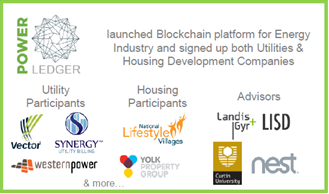 POWER
LEDGER
launched Blockchain platform for Energy
Industry and signed up both Utilities &
Housing Development Companies
Utility
Participants
Housing
Participants
Advisors
Vector
SYNERGY
UTILITY BILLING
westernpower
National
Lifestyle
Villages
YOLK
PROPERTY
GROUP
Landis
Gyr+
LISD
Curtin
University
nest
& more…